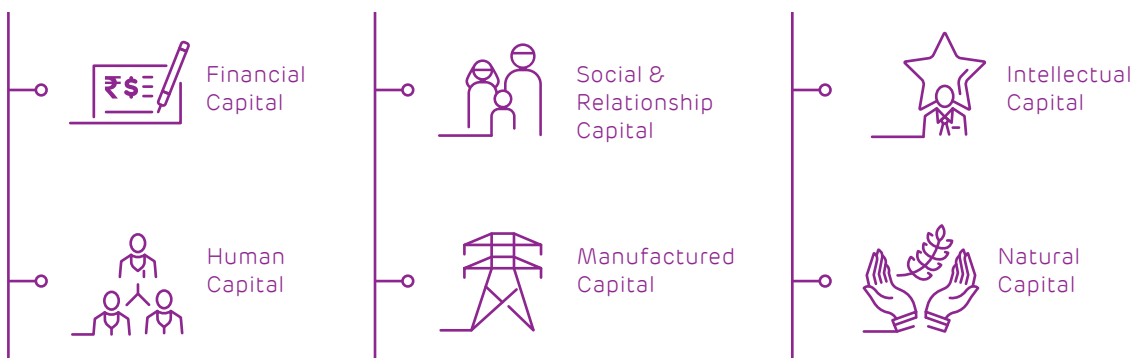 ₹$
Financial
Capital
Social &
Relationship
Capital
Intellectual
Capital
Human
Capital
Manufactured
Capital
Natural
Capital